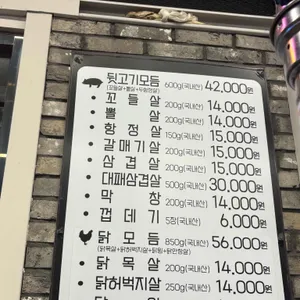 뒷고기모듬 600g(국내산) 42,000원
(꼬들살+뽈살+두항정살)
• 꼬들살 200g(국내산) 14,000원
• 뽈살 200g(국내산) 14,000원
• 항정살 150g(국내산) 15,000원
• 갈매기살 200g(국내산) 15,000원
• 삼겹살 200g(국내산) 15,000원
• 대패삼겹살 500g(국내산) 30,000원
• 막창 200g(국내산) 14,000원
• 껍데기 5장(국내산) 6,000원
닭모듬 850g(국내산) 56,000원
• 닭목살 200g(국내산) 14,000원
• 닭허벅지살 250g(국내산) 14,000원